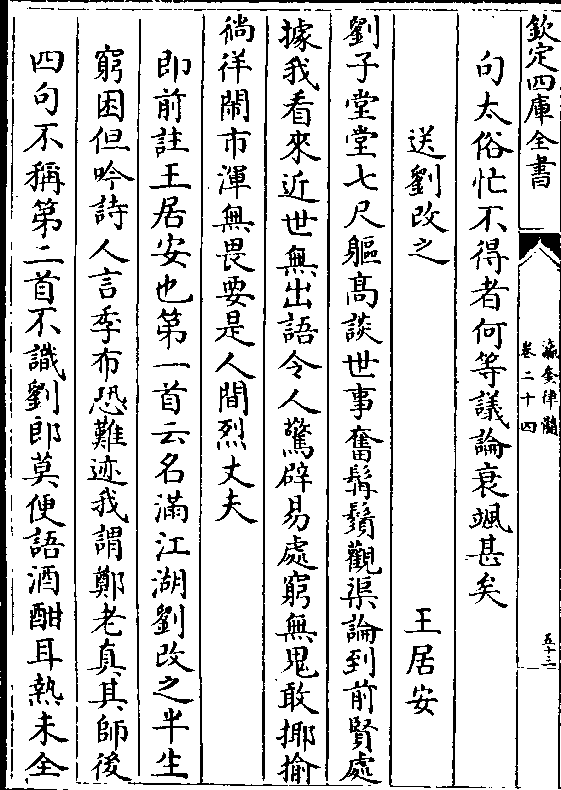 欽定四庫全書
瀛奎律髓
卷二十四
五十三
句太俗忙不得者何等議論衰颯甚矣
送劉改之
王居安
劉子堂堂七尺軀髙談世事奮髯鬚觀渠論到前賢處
據我看來近世無出語令人驚辟易處窮無鬼敢揶揄
徜徉鬧市渾無畏要是人間烈丈夫
即前註王居安也第一首云名滿江湖劉改之半生
窮困但吟詩人言季布恐難迹我謂鄭老真其師後
四句不稱第二首不識劉郎莫便語酒酣耳熱未全